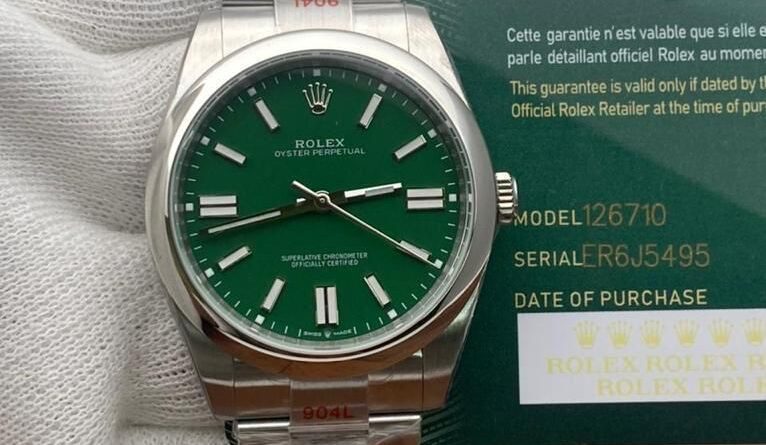 904L
ROLEX
OYSTER PERPETUAL
SUPERLATIVE CHRONOMETER
OFFICIALLY CERTIFIED
SWISS MADE
904L
Cette garantie n'est valable que si elle e
parle détaillant officiel Rolex au momen
This guarantee is valid only if dated by th
Official Rolex Retailer at the time of pur
MODEL 126710
SERIAL ER6J5495
DATE OF PURCHASE
ROLEX ROLEX R
ROLEX ROLE